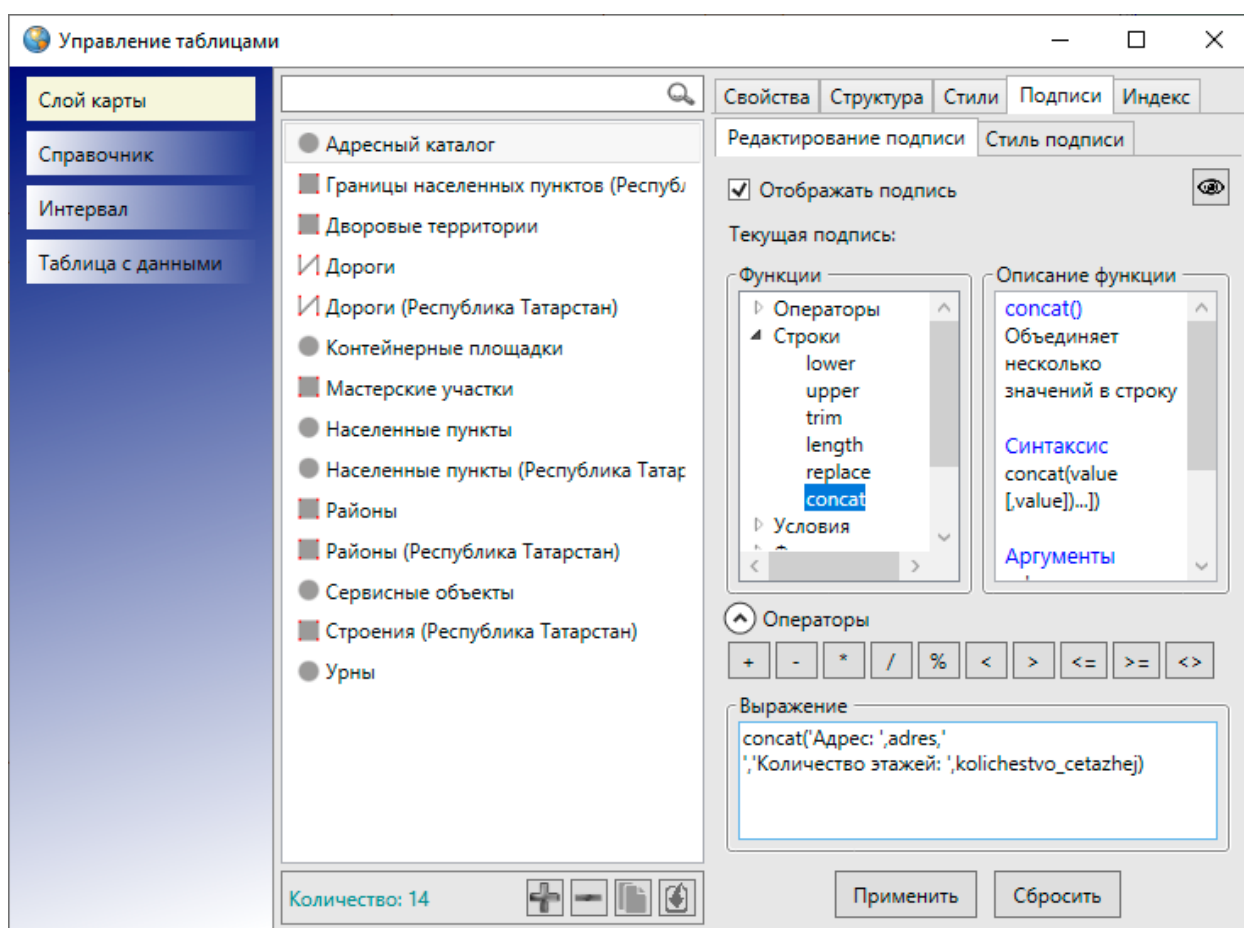 Управление таблицами
Слой карты
Справочник
Интервал
Таблица с данными
Адресный каталог
Границы населенных пунктов (Респуб
Дворовые территории
Дороги
Дороги (Республика Татарстан)
Контейнерные площадки
Мастерские участки
Населенные пункты
Населенные пункты (Республика Татар
Районы
Районы (Республика Татарстан)
Сервисные объекты
Строения (Республика Татарстан)
Урны
Количество: 14
Свойства Структура Стили Подписи Индекс
Редактирование подписи Стиль подписи
Отображать подпись
Текущая подпись:
Функции
Операторы
Строки
lower
upper
trim
length
replace
concat
Условия
Описание функции
concat()
Объединяет
несколько
значений в строку
Синтаксис
concat(value
[,value])...])
Аргументы
Операторы
+ - * / % < > <= >= <>
Выражение
concat('Адрес: ',adres,'
','Количество этажей: ',kolichestvo_cetazhej)
Применить Сбросить